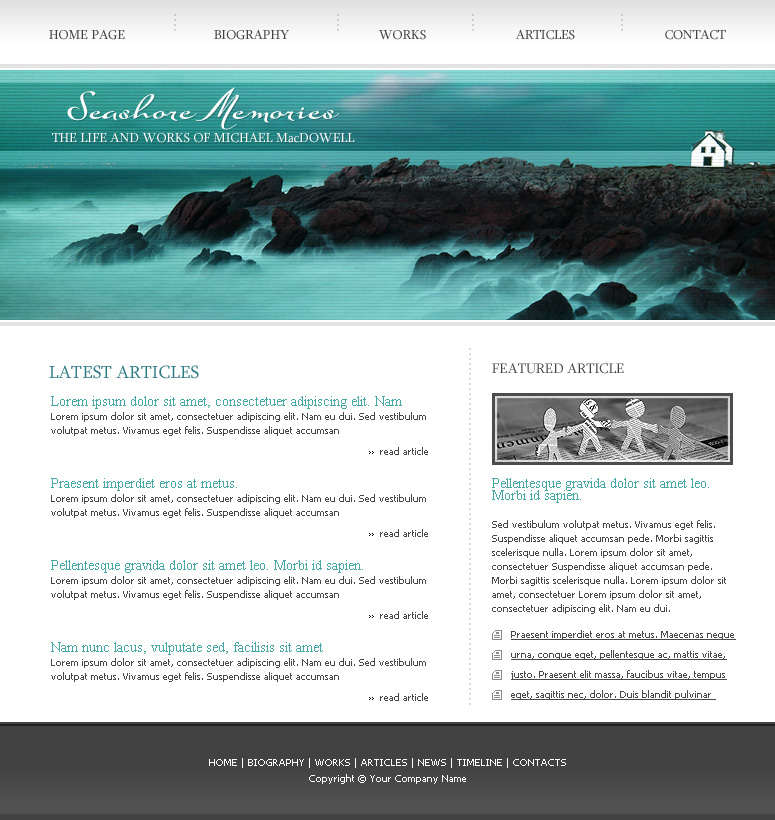 HOME PAGE
BIOGRAPHY
WORKS
ARTICLES
CONTACT
Seashore Memories
THE LIFE AND WORKS OF MICHAEL MacDOWELL
LATEST ARTICLES
Lorem ipsum dolor sit amet, consectetuer adipiscing elit. Nam
Lorem ipsum dolor sit amet, consectetuer adipiscing elit. Nam eu dui. Sed vestibulum
volutpat metus. Vivamus eget felis. Suspendisse aliquet accumsan
» read article
Praesent imperdiet eros at metus.
Lorem ipsum dolor sit amet, consectetuer adipiscing elit. Nam eu dui. Sed vestibulum
volutpat metus. Vivamus eget felis. Suspendisse aliquet accumsan
» read article
Pellentesque gravida dolor sit amet leo. Morbi id sapien.
Lorem ipsum dolor sit amet, consectetuer adipiscing elit. Nam eu dui. Sed vestibulum
volutpat metus. Vivamus eget felis. Suspendisse aliquet accumsan
» read article
Nam nunc lacus, vulputate sed, facilisis sit amet
Lorem ipsum dolor sit amet, consectetuer adipiscing elit. Nam eu dui. Sed vestibulum
volutpat metus. Vivamus eget felis. Suspendisse aliquet accumsan
» read article
FEATURED ARTICLE
Pellentesque gravida dolor sit amet leo.
Morbi id sapien.
Sed vestibulum volutpat metus. Vivamus eget felis.
Suspendisse aliquet accumsan pede. Morbi sagittis
scelerisque nulla. Lorem ipsum dolor sit amet,
consectetuer Suspendisse aliquet accumsan pede.
Morbi sagittis scelerisque nulla. Lorem ipsum dolor sit
amet, consectetuer Lorem ipsum dolor sit amet,
consectetuer adipiscing elit. Nam eu dui.
Praesent imperdiet eros at metus. Maecenas neque
urna, conque eget, pellentesque ac, mattis vitae,
justo. Praesent elit massa, faucibus vitae, tempus
eget, sagittis nec, dolor. Duis blandit pulvinar
HOME | BIOGRAPHY | WORKS | ARTICLES | NEWS | TIMELINE | CONTACTS
Copyright © Your Company Name